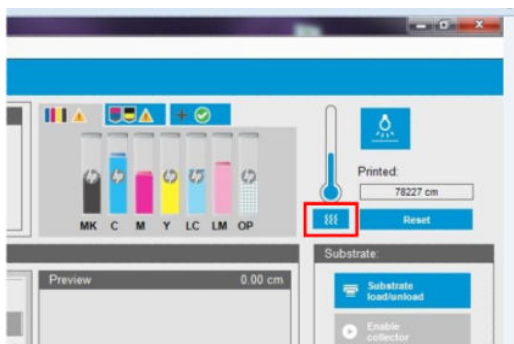 Printed:
78227 cm
MK C M Y LC LM OP
Reset
Substrate:
Preview 0.00 cm
Substrate
load/unload
Enable
collector